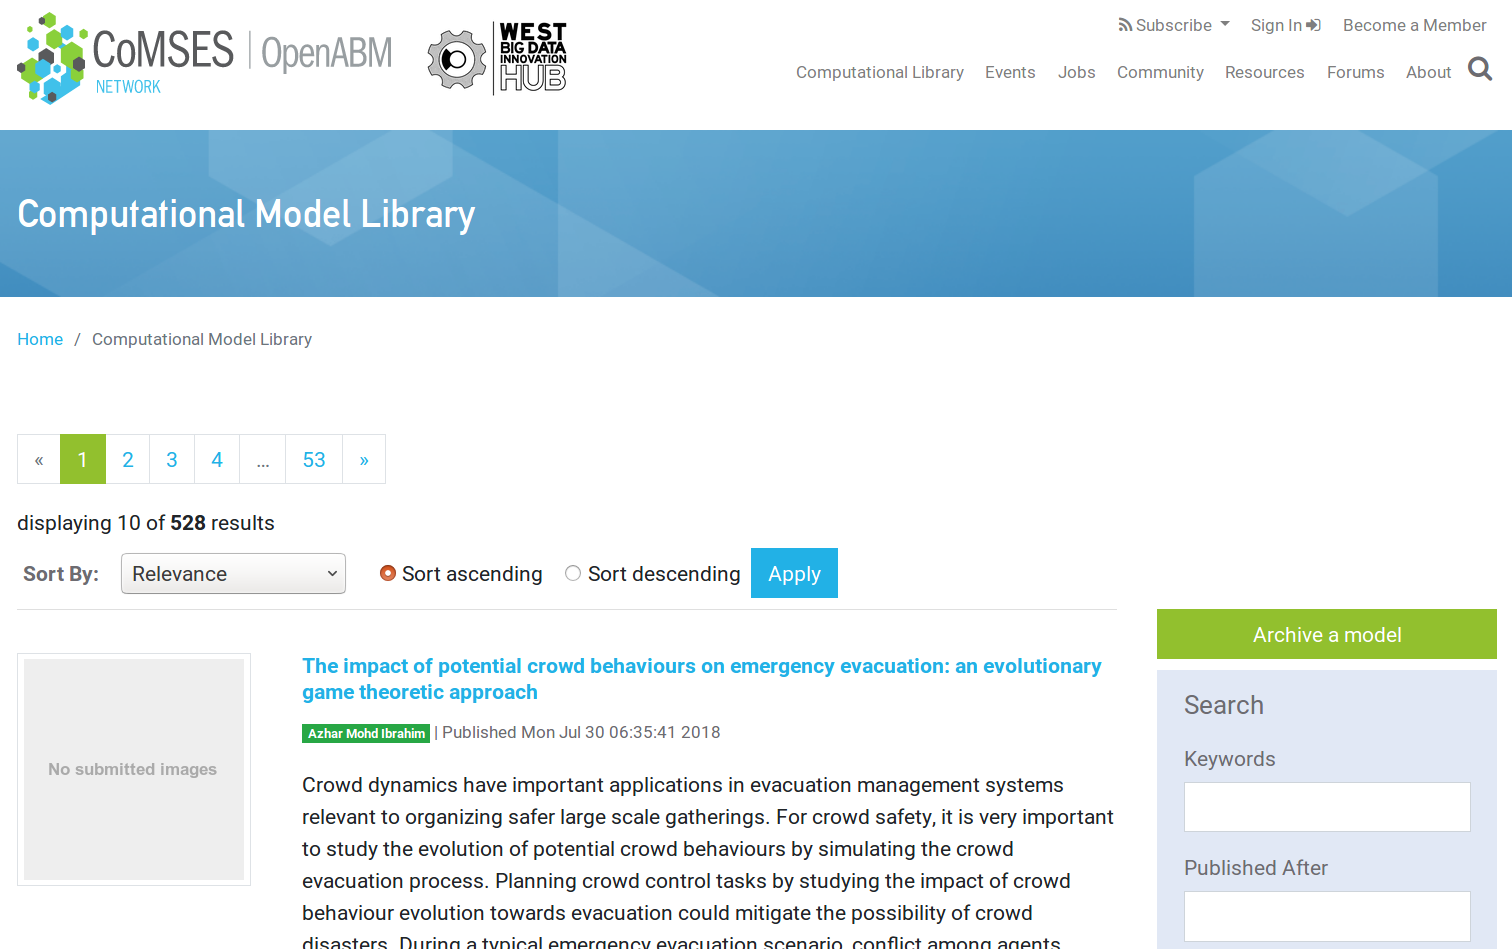 CoMSES | OpenABM
NETWORK
WEST
BIG DATA
INNOVATION
HUB
Subscribe Sign In Become a Member
Computational Library Events Jobs Community Resources Forums About
Computational Model Library
Home / Computational Model Library
« 1 2 3 4 ... 53 »
displaying 10 of 528 results
Sort By: Relevance Sort ascending Sort descending Apply
Archive a model
No submitted images
The impact of potential crowd behaviours on emergency evacuation: an evolutionary
game theoretic approach
Azhar Mohd Ibrahim | Published Mon Jul 30 06:35:41 2018
Crowd dynamics have important applications in evacuation management systems
relevant to organizing safer large scale gatherings. For crowd safety, it is very important
to study the evolution of potential crowd behaviours by simulating the crowd
evacuation process. Planning crowd control tasks by studying the impact of crowd
behaviour evolution towards evacuation could mitigate the possibility of crowd
disasters. During a typical emergency evacuation scenario, conflict among agents
Search
Keywords
Published After